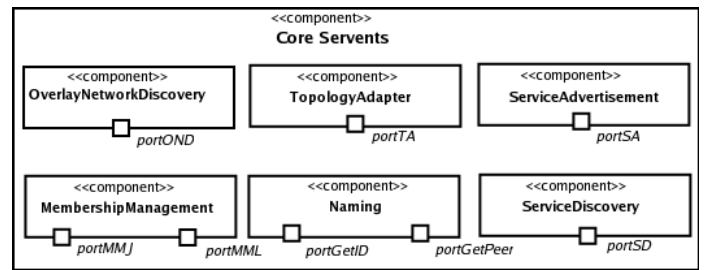 <<component>>
Core Servents
<<component>>
OverlayNetworkDiscovery
portOND
<<component>>
TopologyAdapter
portTA
<<component>>
ServiceAdvertisement
portSA
<<component>>
MembershipManagement
portMMJ
portMML
<<component>>
Naming
portGetID
portGetPeer
<<component>>
ServiceDiscovery
portSD